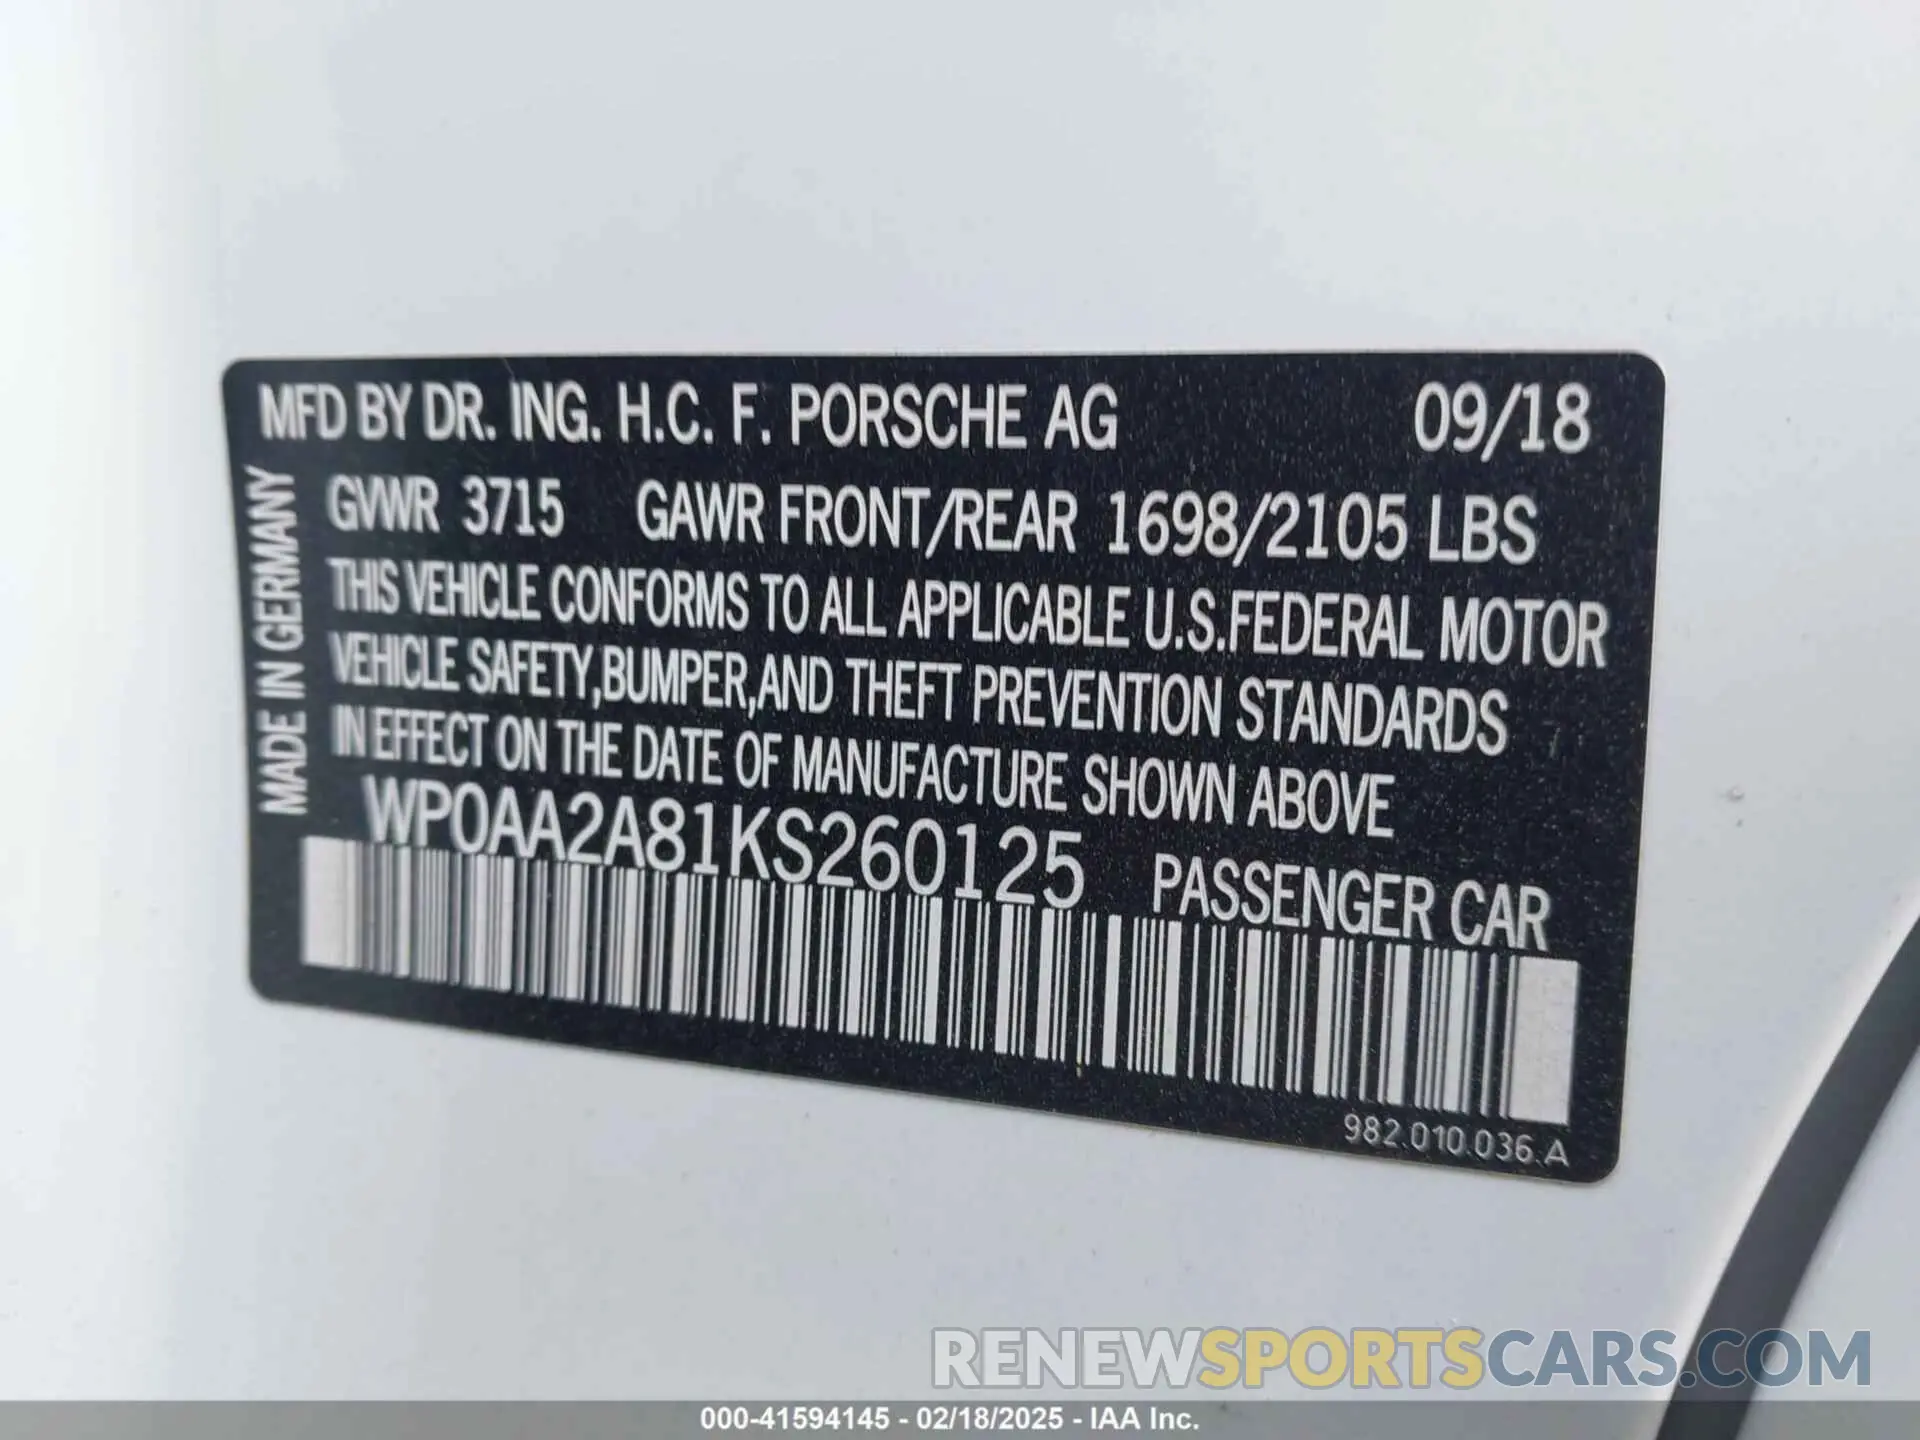 MFD BY DR. ING. H.C. F. PORSCHE AG 09/18
MADE IN GERMANY
GVWR 3715 GAWR FRONT/REAR 1698/2105 LBS
THIS VEHICLE CONFORMS TO ALL APPLICABLE U.S.FEDERAL MOTOR
VEHICLE SAFETY,BUMPER,AND THEFT PREVENTION STANDARDS
IN EFFECT ON THE DATE OF MANUFACTURE SHOWN ABOVE
WP0AA2A81KS260125 PASSENGER CAR
982.010.036.A
RENEWSPORTSCARS.COM
000-41594145 - 02/18/2025 - IAA Inc.